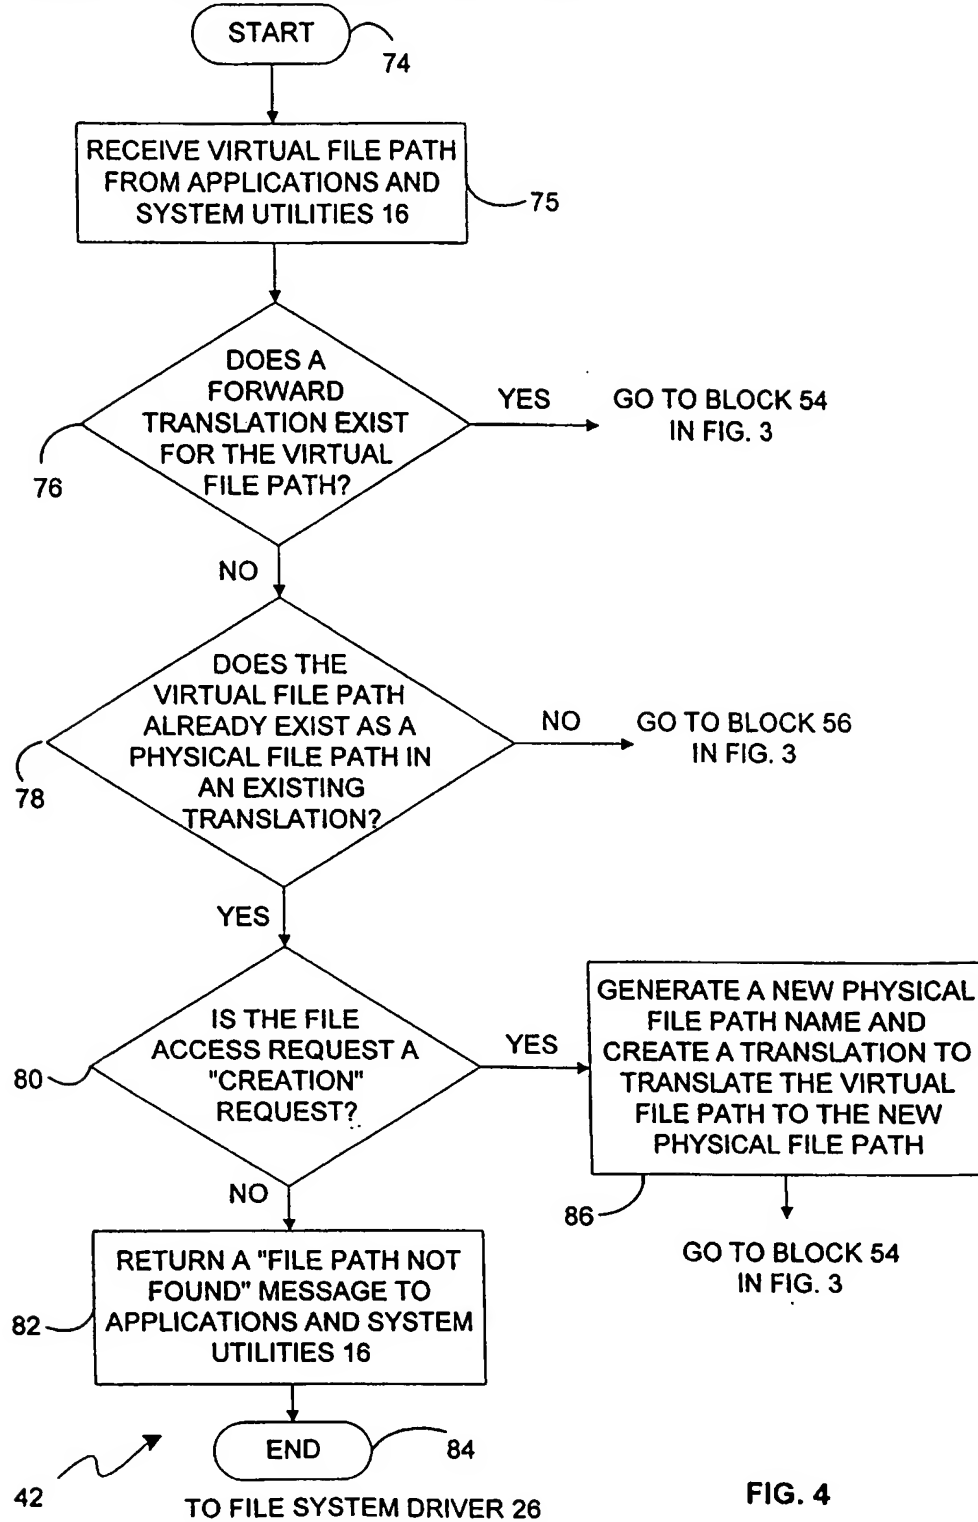 START
74
RECEIVE VIRTUAL FILE PATH
FROM APPLICATIONS AND
SYSTEM UTILITIES 16
75
DOES A
FORWARD
TRANSLATION EXIST
FOR THE VIRTUAL
FILE PATH?
76
YES
GO TO BLOCK 54
IN FIG. 3
NO
DOES THE
VIRTUAL FILE PATH
ALREADY EXIST AS A
PHYSICAL FILE PATH IN
AN EXISTING
TRANSLATION?
78
NO
GO TO BLOCK 56
IN FIG. 3
YES
IS THE FILE
ACCESS REQUEST A
"CREATION"
REQUEST?
80
YES
GENERATE A NEW PHYSICAL
FILE PATH NAME AND
CREATE A TRANSLATION TO
TRANSLATE THE VIRTUAL
FILE PATH TO THE NEW
PHYSICAL FILE PATH
86
GO TO BLOCK 54
IN FIG. 3
NO
RETURN A "FILE PATH NOT
FOUND" MESSAGE TO
APPLICATIONS AND SYSTEM
UTILITIES 16
82
END
84
42
TO FILE SYSTEM DRIVER 26
FIG. 4